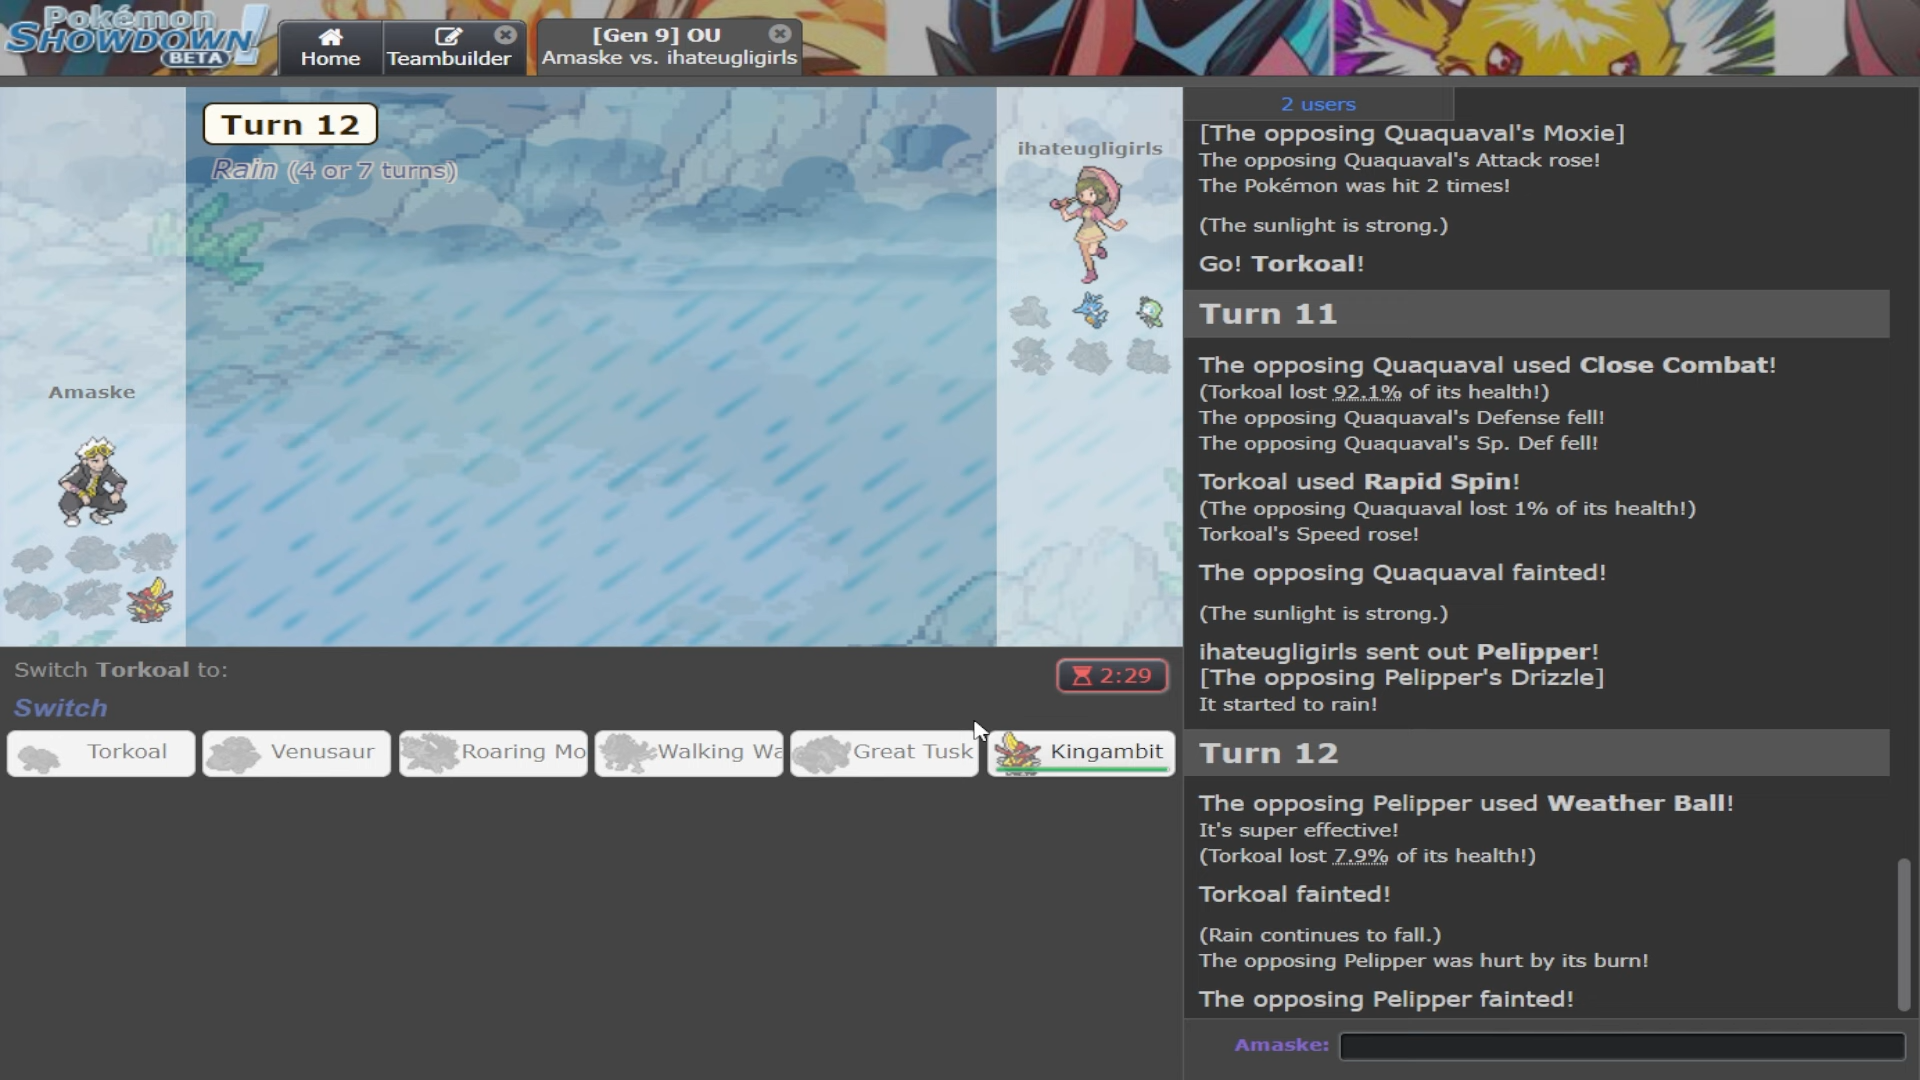 Pokémon
SHOWDOWN!
BETA
Home
Teambuilder
[Gen 9] OU
Amaske vs. ihateugligirls
Turn 12
Rain (4 or 7 turns)
ihateugligirls
Amaske
Switch Torkoal to:
2:29
Switch
Torkoal
Venusaur
Roaring Mo
Walking Wa
Great Tusk
Kingambit
2 users
[The opposing Quaquaval's Moxie]
The opposing Quaquaval's Attack rose!
The Pokémon was hit 2 times!
(The sunlight is strong.)
Go! Torkoal!
Turn 11
The opposing Quaquaval used Close Combat!
(Torkoal lost 92.1% of its health!)
The opposing Quaquaval's Defense fell!
The opposing Quaquaval's Sp. Def fell!
Torkoal used Rapid Spin!
(The opposing Quaquaval lost 1% of its health!)
Torkoal's Speed rose!
The opposing Quaquaval fainted!
(The sunlight is strong.)
ihateugligirls sent out Pelipper!
[The opposing Pelipper's Drizzle]
It started to rain!
Turn 12
The opposing Pelipper used Weather Ball!
It's super effective!
(Torkoal lost 7.9% of its health!)
Torkoal fainted!
(Rain continues to fall.)
The opposing Pelipper was hurt by its burn!
The opposing Pelipper fainted!
Amaske: